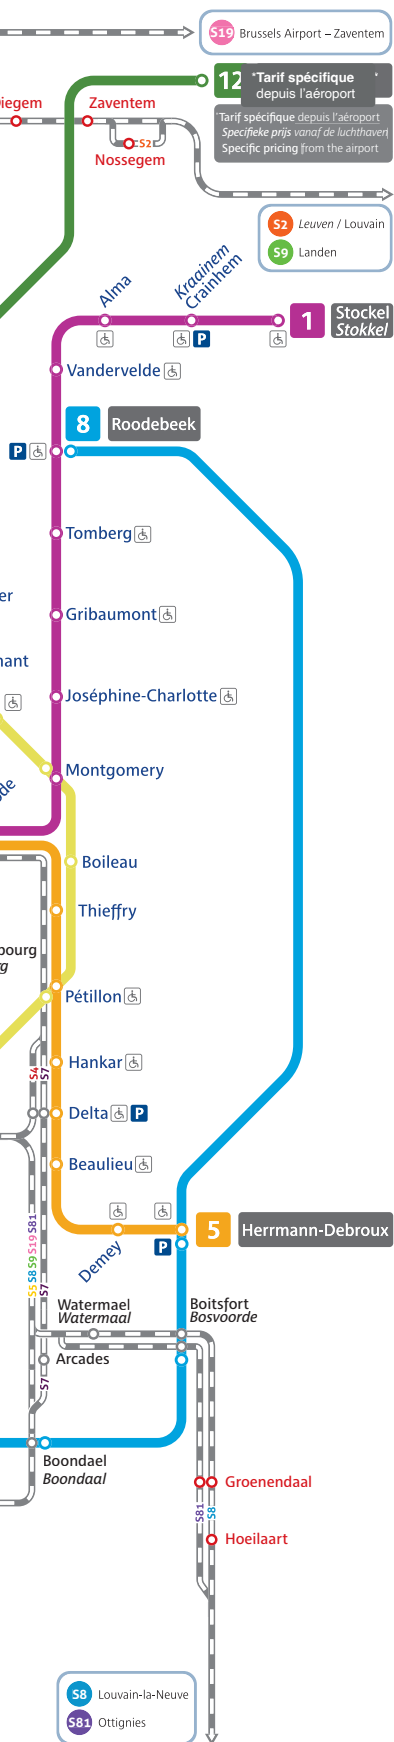 S19 Brussels Airport – Zaventem
12
*Tarif spécifique
depuis l'aéroport
*
*Tarif spécifique depuis l'aéroport
Specifieke prijs vanaf de luchthaven
Specific pricing from the airport
Zaventem
S2
Nossegem
S2 Leuven / Louvain
S9 Landen
Alma
Kraainem
Crainhem
P
1 Stockel
Stokkel
Vandervelde
8 Roodebeek
P
Tomberg
Gribaumont
Joséphine-Charlotte
Montgomery
Boileau
Thieffry
Pétillon
Hankar
S4 S7
Delta P
Beaulieu
5 Herrmann-Debroux
P
Demey
S5 S8 S9 S19 S81
S7
Watermael
Watermaal
Boitsfort
Bosvoorde
Arcades
S7
Boondael
Boondaal
Groenendaal
S81 S8
Hoeilaart
S8 Louvain-la-Neuve
S81 Ottignies